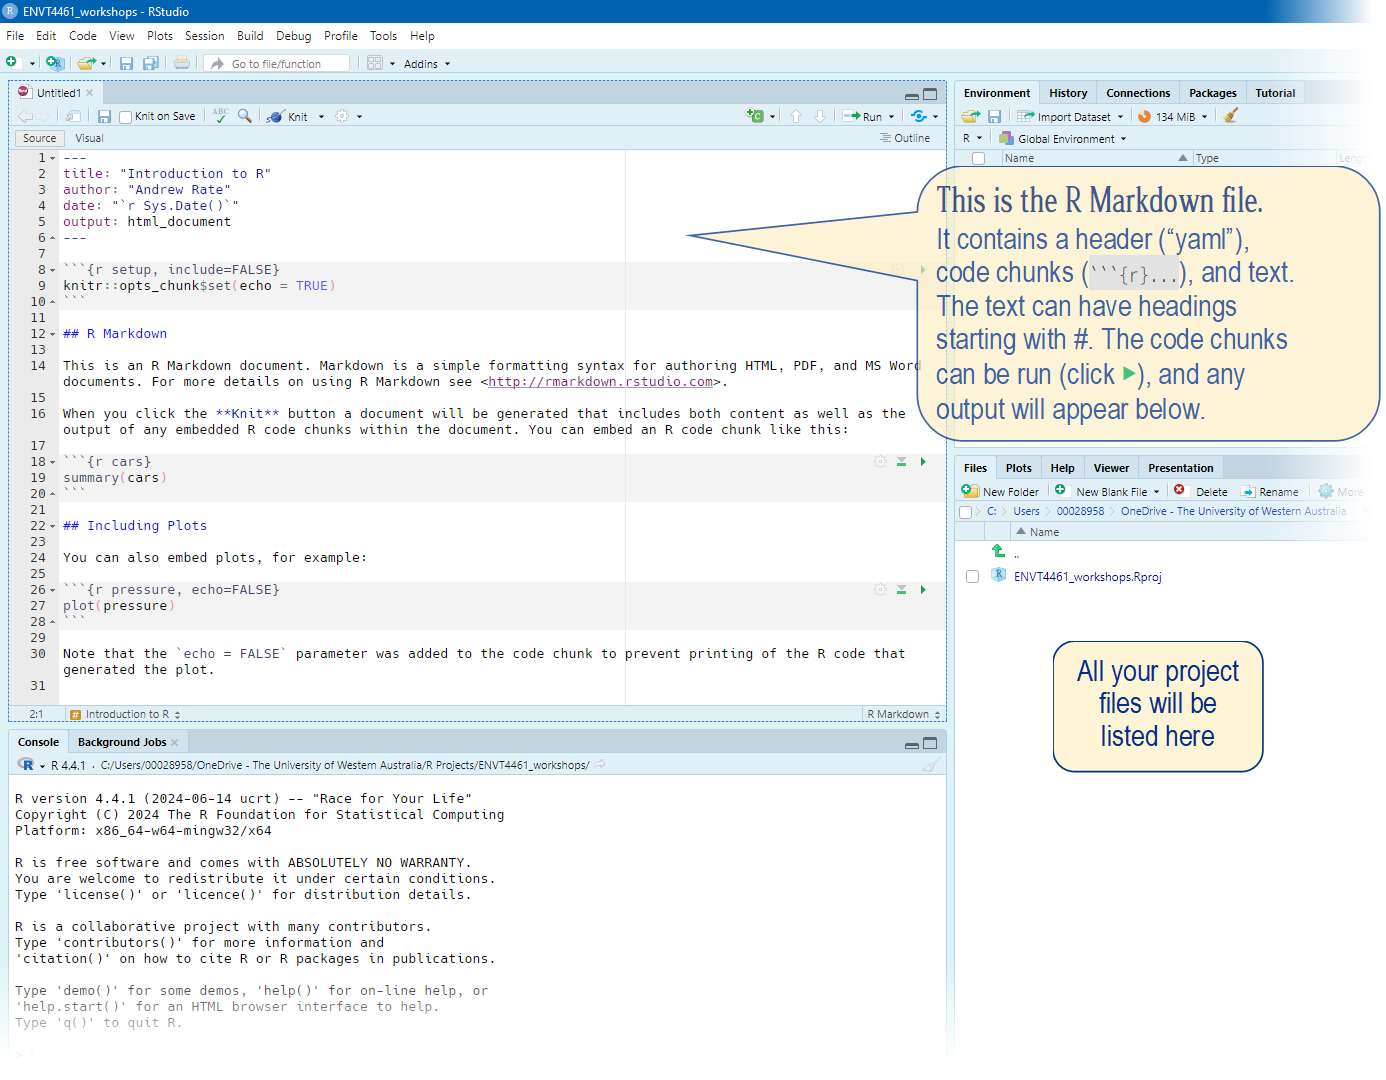 ENVT4461_workshops - RStudio
File Edit Code View Plots Session Build Debug Profile Tools Help
Go to file/function Addins
Untitled1
Knit on Save ABC Knit Run
Source Visual Outline
1 ---
2 title: "Introduction to R"
3 author: "Andrew Rate"
4 date: "`r Sys.Date()`"
5 output: html_document
6 ---
7
8 ```{r setup, include=FALSE}
9 knitr::opts_chunk$set(echo = TRUE)
10 ```
11
12 ## R Markdown
13
14 This is an R Markdown document. Markdown is a simple formatting syntax for authoring HTML, PDF, and MS Word
documents. For more details on using R Markdown see <http://rmarkdown.rstudio.com>.
15
16 When you click the **Knit** button a document will be generated that includes both content as well as the
output of any embedded R code chunks within the document. You can embed an R code chunk like this:
17
18 ```{r cars}
19 summary(cars)
20 ```
21
22 ## Including Plots
23
24 You can also embed plots, for example:
25
26 ```{r pressure, echo=FALSE}
27 plot(pressure)
28 ```
29
30 Note that the `echo = FALSE` parameter was added to the code chunk to prevent printing of the R code that
generated the plot.
31
2:1 # Introduction to R R Markdown
Console Background Jobs
R 4.4.1 · C:/Users/00028958/OneDrive - The University of Western Australia/R Projects/ENVT4461_workshops/
R version 4.4.1 (2024-06-14 ucrt) -- "Race for Your Life"
Copyright (C) 2024 The R Foundation for Statistical Computing
Platform: x86_64-w64-mingw32/x64
R is free software and comes with ABSOLUTELY NO WARRANTY.
You are welcome to redistribute it under certain conditions.
Type 'license()' or 'licence()' for distribution details.
R is a collaborative project with many contributors.
Type 'contributors()' for more information and
'citation()' on how to cite R or R packages in publications.
Type 'demo()' for some demos, 'help()' for on-line help, or
'help.start()' for an HTML browser interface to help.
Type 'q()' to quit R.
>
Environment History Connections Packages Tutorial
Import Dataset 134 MiB
R Global Environment
Name Type Length
This is the R Markdown file.
It contains a header (“yaml”),
code chunks (```{r}...), and text.
The text can have headings
starting with #. The code chunks
can be run (click ▶), and any
output will appear below.
Files Plots Help Viewer Presentation
New Folder New Blank File Delete Rename More
C: Users 00028958 OneDrive - The University of Western Australia
Name
..
ENVT4461_workshops.Rproj
All your project
files will be
listed here